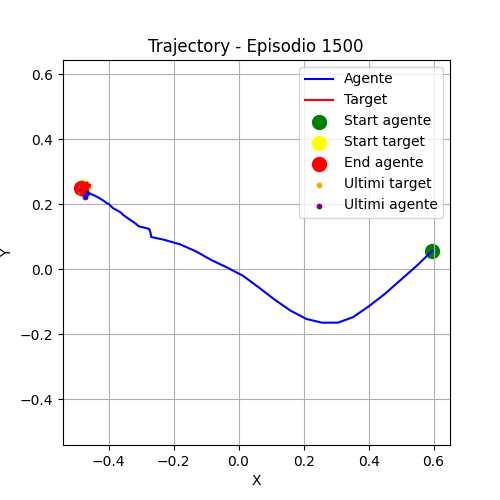 Trajectory - Episodio 1500
Agente
Target
Start agente
Start target
End agente
Ultimi target
Ultimi agente
0.6
0.4
0.2
0.0
−0.2
−0.4
Y
−0.4
−0.2
0.0
0.2
0.4
0.6
X